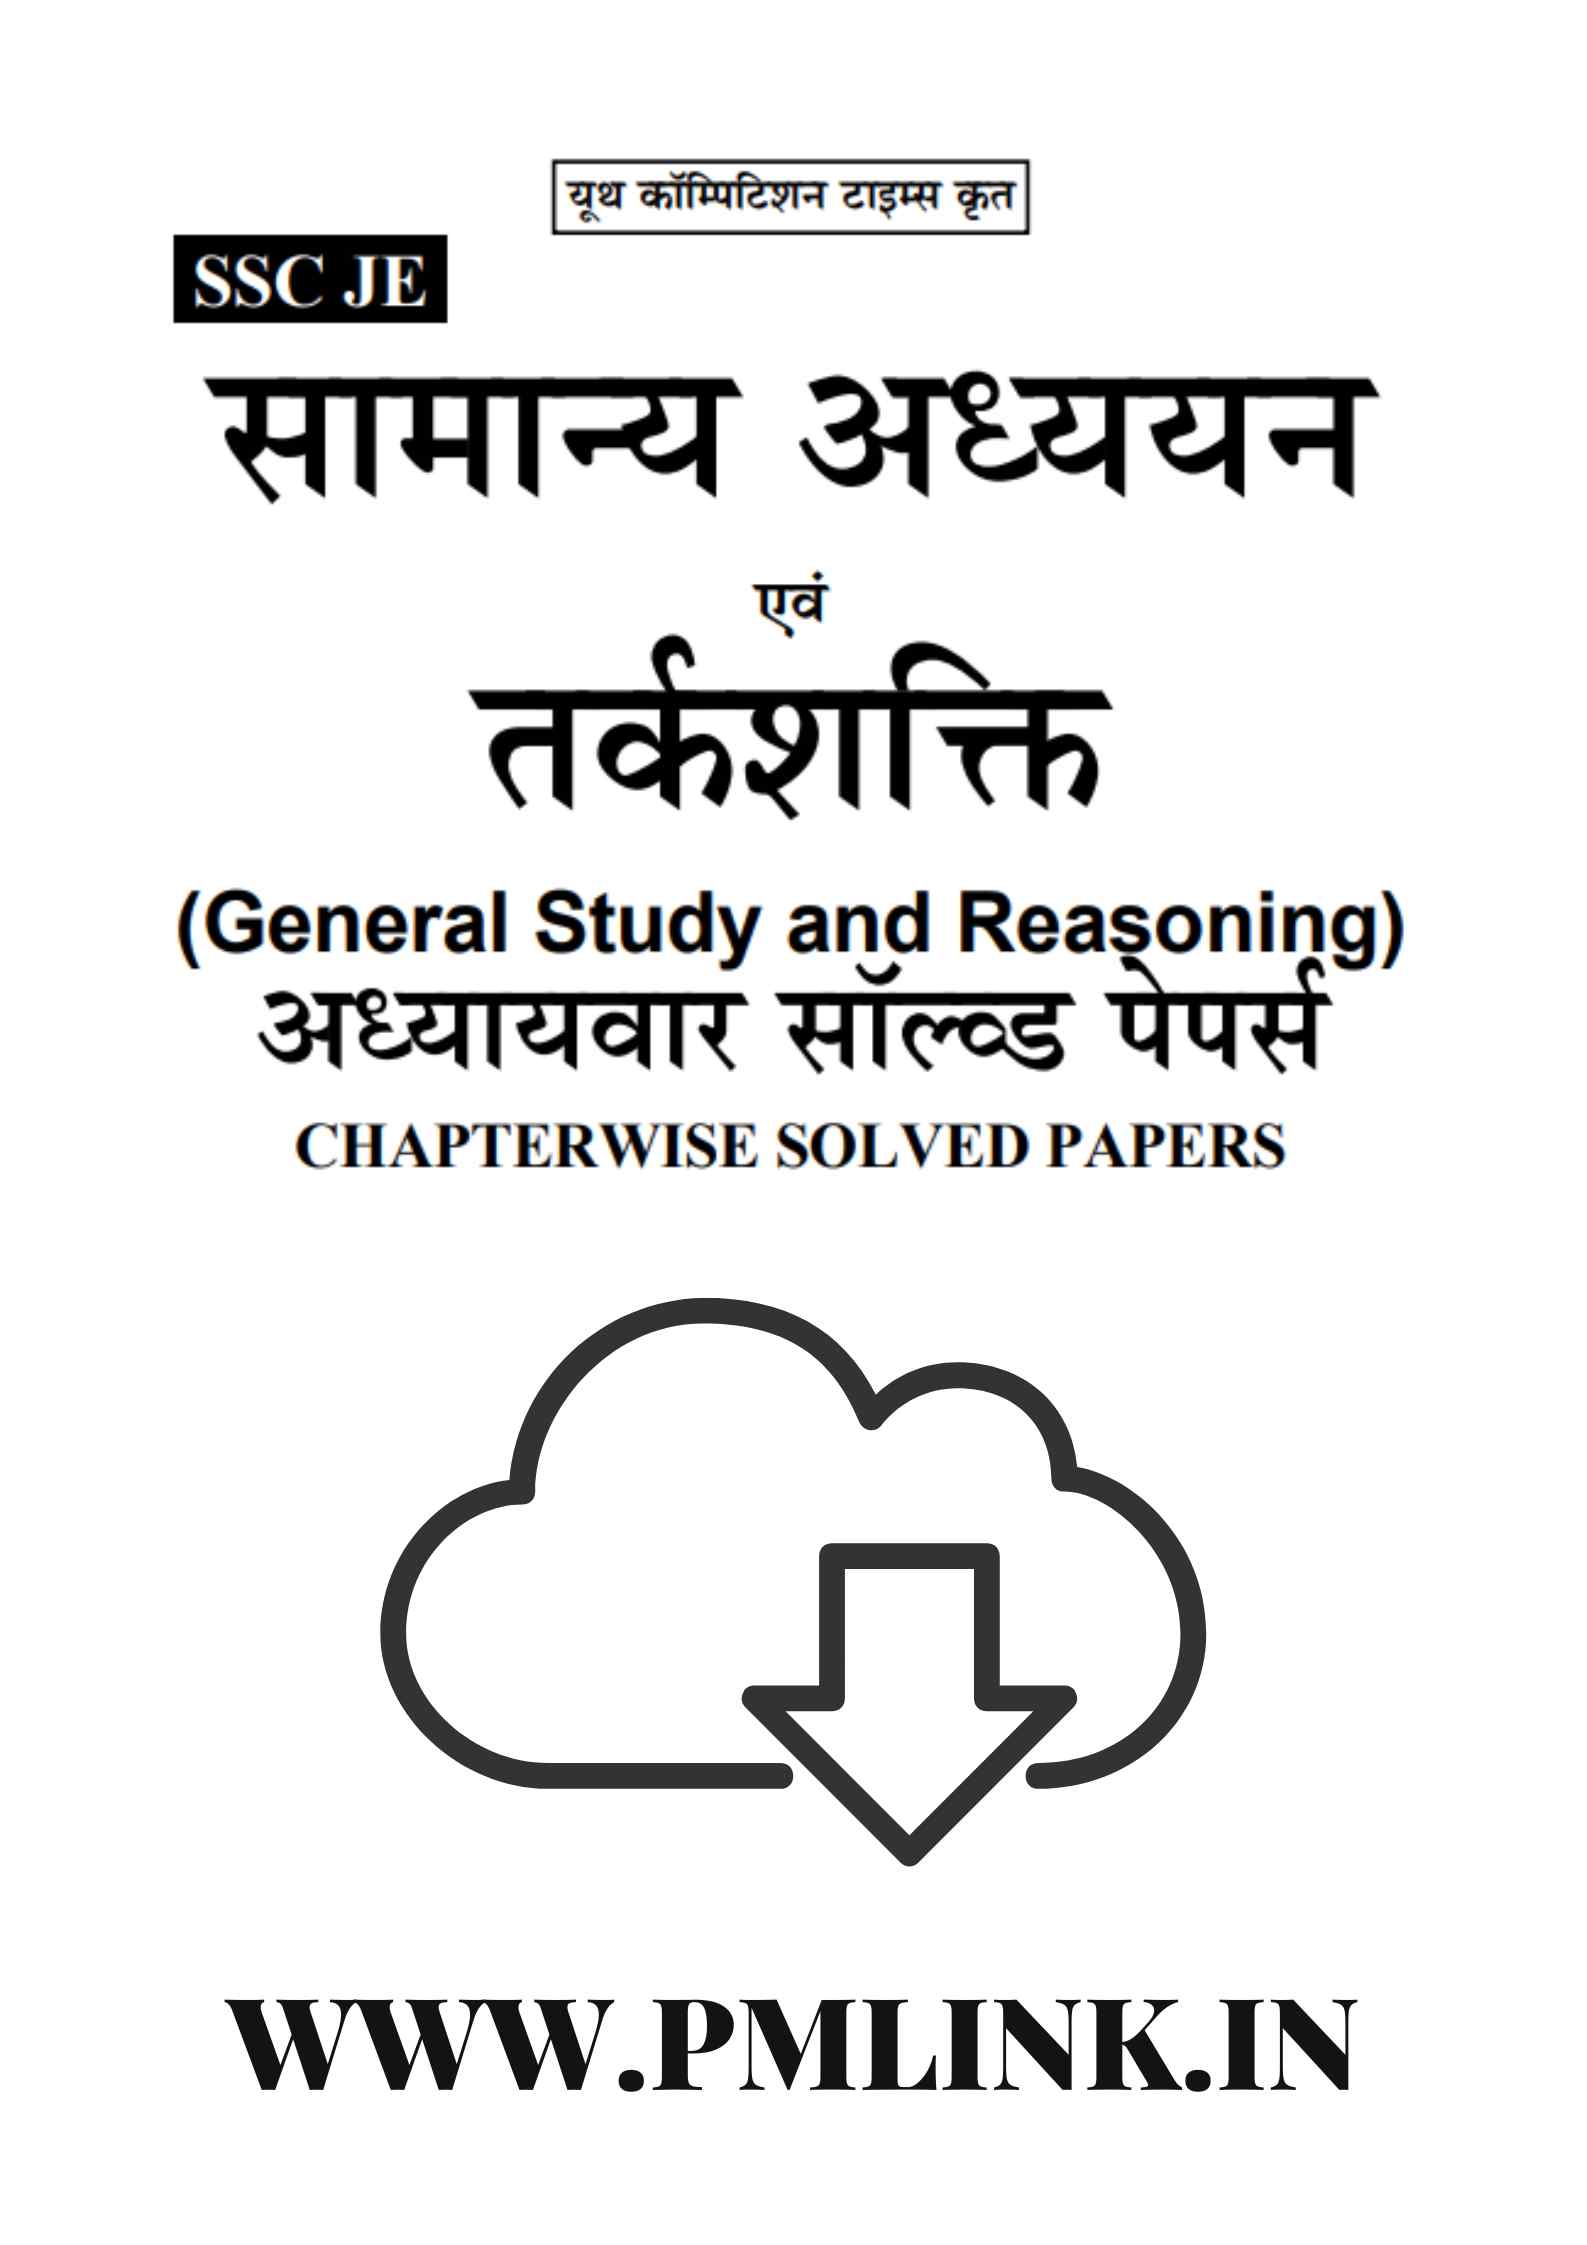 यूथ कॉम्पिटिशन टाइम्स कृत
SSC JE
सामान्य अध्ययन
एवं
तर्कशक्ति
(General Study and Reasoning)
अध्यायवार सॉल्व्ड पेपर्स
CHAPTERWISE SOLVED PAPERS
WWW.PMLINK.IN